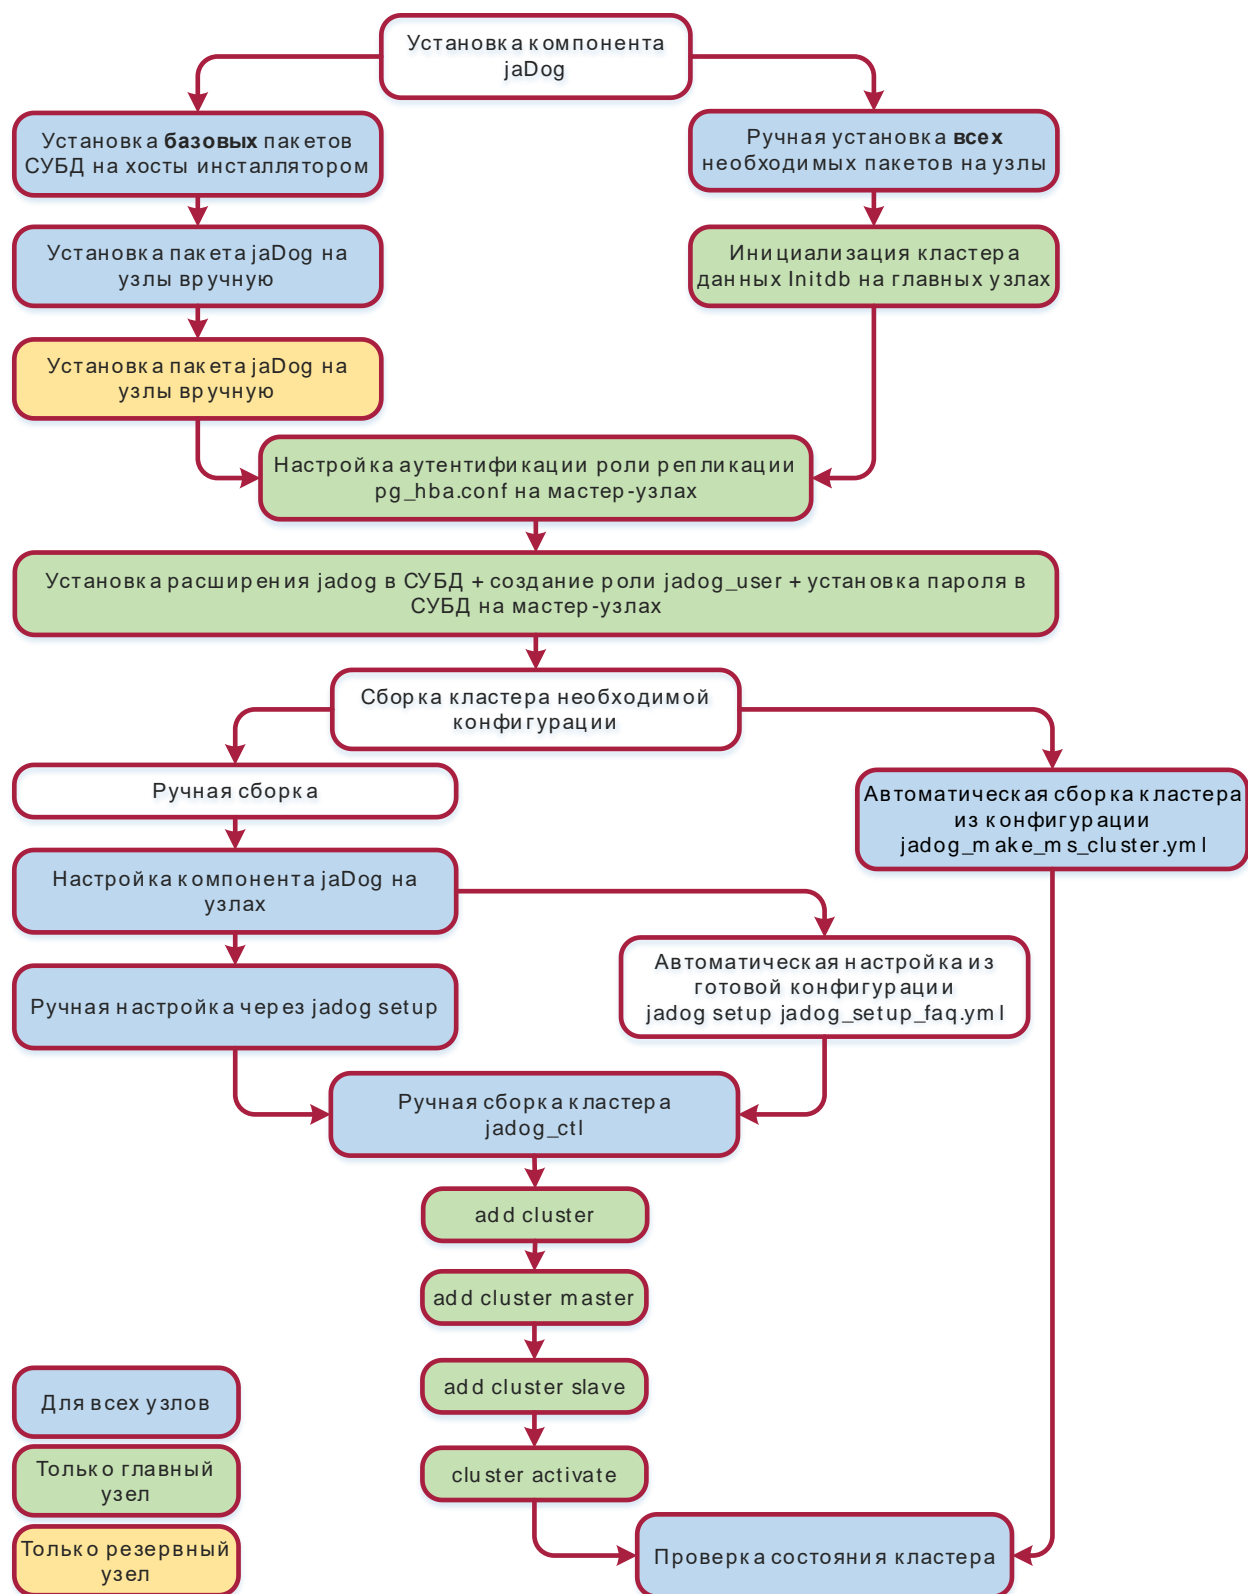 Установка компонента
jaDog
Установка базовых пакетов
СУБД на хосты инсталлятором
Ручная установка всех
необходимых пакетов на узлы
Установка пакета jaDog на
узлы вручную
Инициализация кластера
данных Initdb на главных узлах
Установка пакета jaDog на
узлы вручную
Настройка аутентификации роли репликации
pg_hba.conf на мастер-узлах
Установка расширения jadog в СУБД + создание роли jadog_user + установка пароля в
СУБД на мастер-узлах
Сборка кластера необходимой
конфигурации
Ручная сборка
Автоматическая сборка кластера
из конфигурации
jadog_make_ms_cluster.yml
Настройка компонента jaDog на
узлах
Автоматическая настройка из
готовой конфигурации
jadog setup jadog_setup_faq.yml
Ручная настройка через jadog setup
Ручная сборка кластера
jadog_ctl
add cluster
add cluster master
add cluster slave
cluster activate
Проверка состояния кластера
Для всех узлов
Только главный
узел
Только резервный
узел